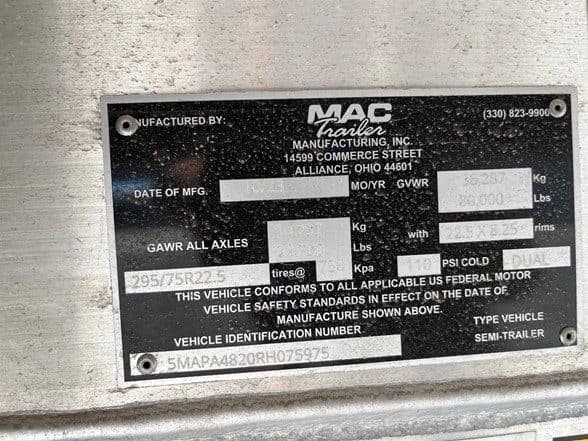 NUFACTURED BY:
MAC
Trailer
(330) 823-9900
MANUFACTURING, INC.
14599 COMMERCE STREET
ALLIANCE, OHIO 44601
DATE OF MFG. MO/YR GVWR 36,287 Kg
80,000 Lbs
GAWR ALL AXLES Kg
Lbs
with 22.5 X 8.25 rims
295/75R22.5 tires@ Kpa 110 PSI COLD DUAL
THIS VEHICLE CONFORMS TO ALL APPLICABLE US FEDERAL MOTOR
VEHICLE SAFETY STANDARDS IN EFFECT ON THE DATE OF
MANUFACTURE SHOWN ABOVE.
VEHICLE IDENTIFICATION NUMBER
TYPE VEHICLE
SEMI-TRAILER
5MAPA4820RH075975